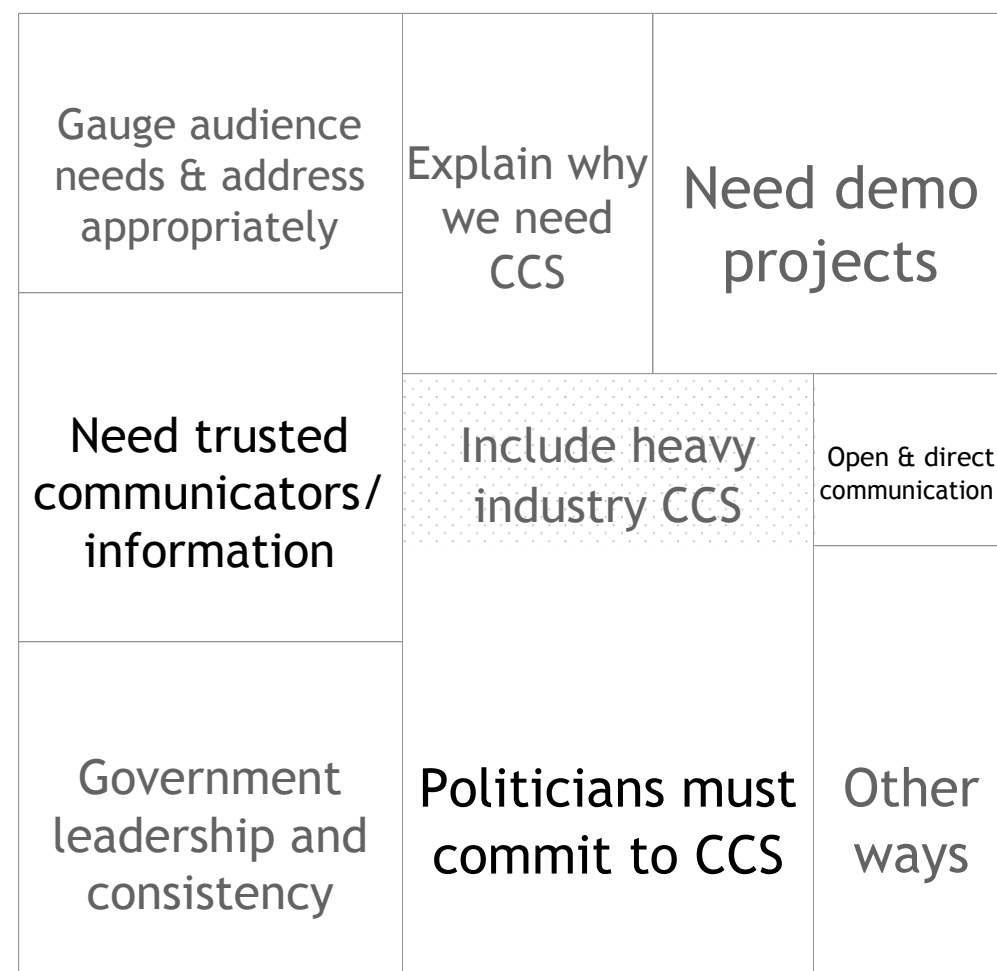 Gauge audience
needs & address
appropriately
Explain why
we need
CCS
Need demo
projects
Need trusted
communicators/
information
Include heavy
industry CCS
Open & direct
communication
Government
leadership and
consistency
Politicians must
commit to CCS
Other
ways